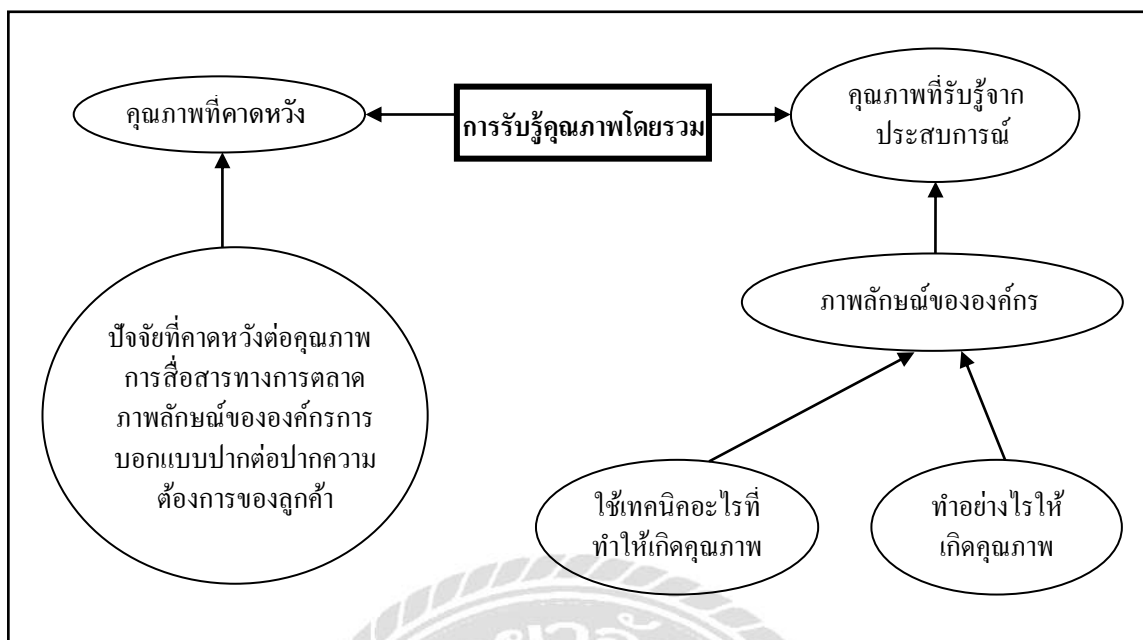 คุณภาพที่คาดหวัง
การรับรู้คุณภาพโดยรวม
คุณภาพที่รับรู้จาก
ประสบการณ์
ปัจจัยที่คาดหวังต่อคุณภาพ
การสื่อสารทางการตลาด
ภาพลักษณ์ขององค์กรการ
บอกแบบปากต่อปากความ
ต้องการของลูกค้า
ภาพลักษณ์ขององค์กร
ใช้เทคนิคอะไรที่
ทำให้เกิดคุณภาพ
ทำอย่างไรให้
เกิดคุณภาพ